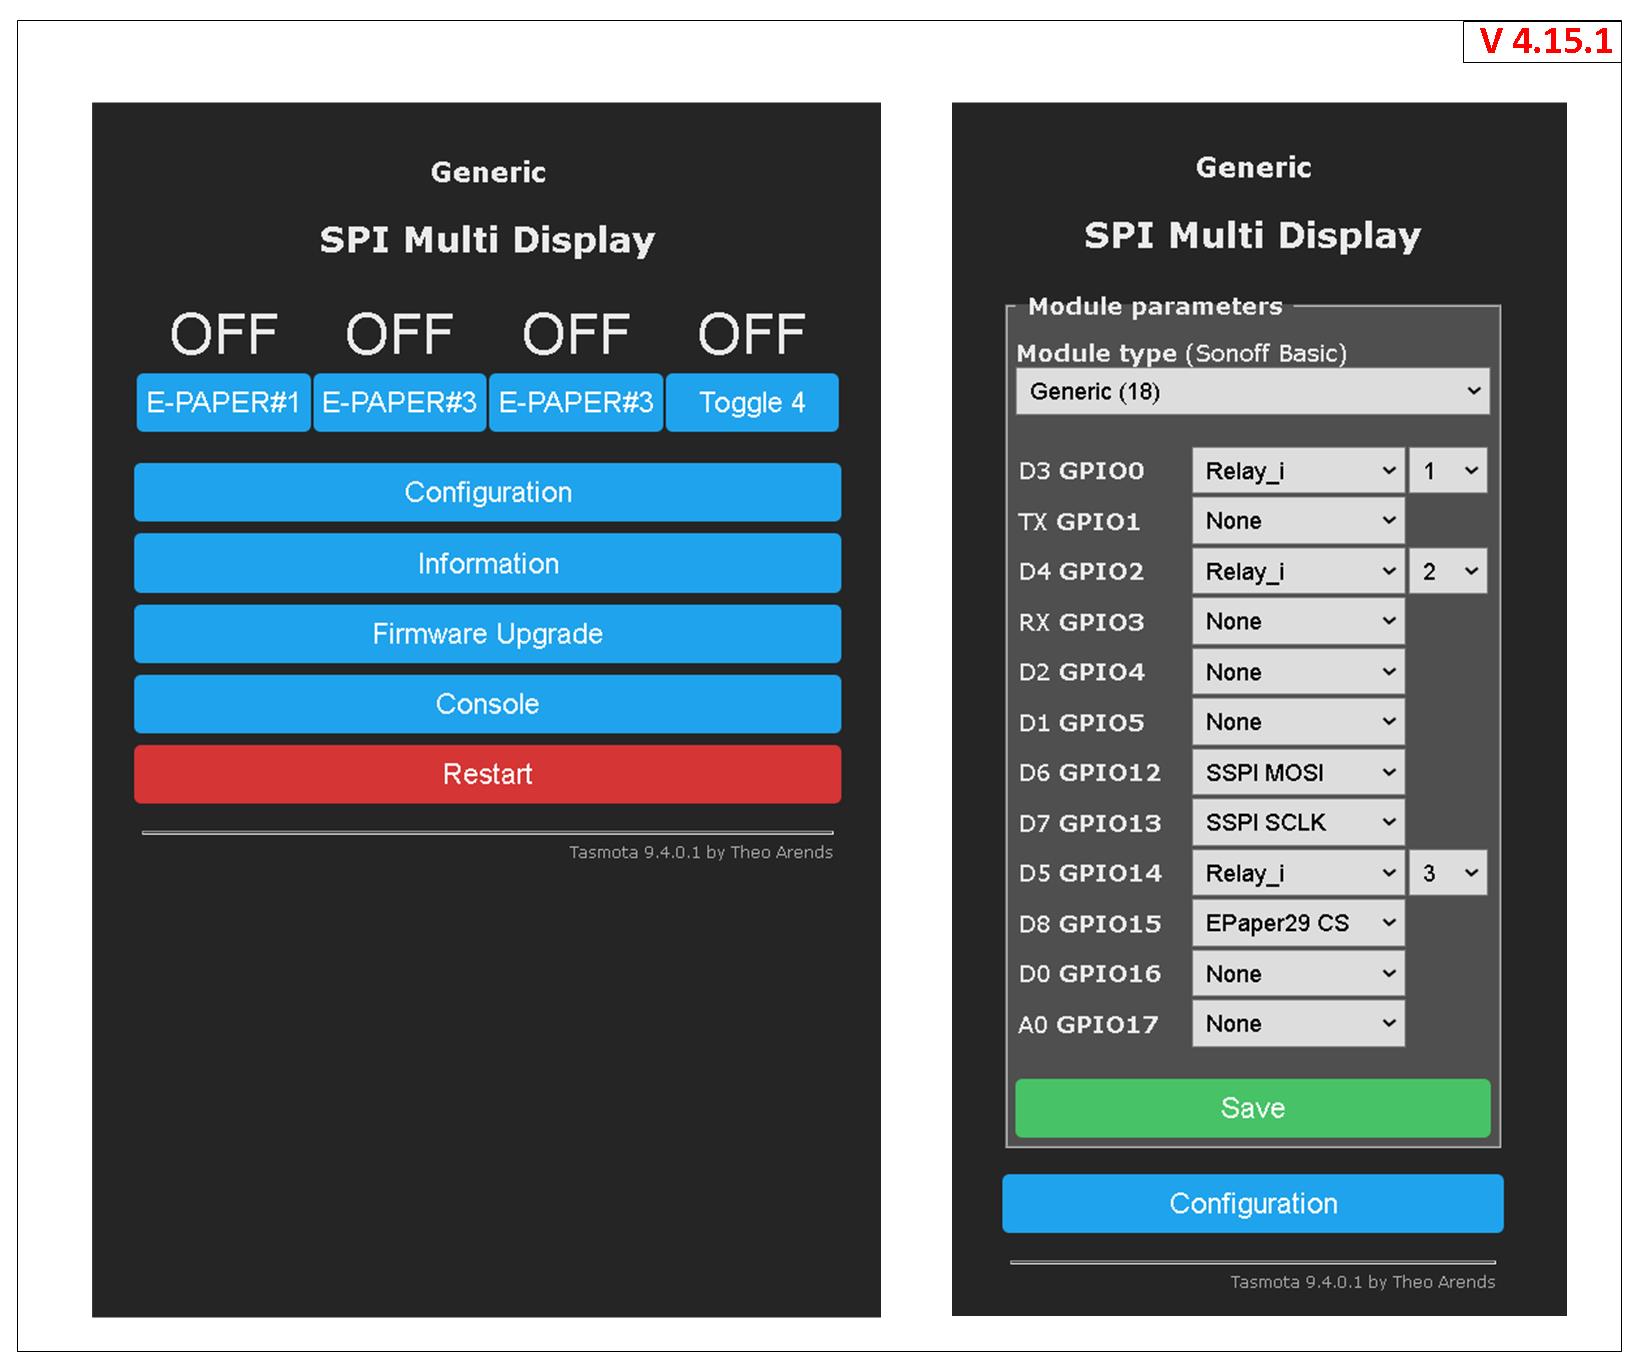 V 4.15.1
Generic
SPI Multi Display
OFF OFF OFF OFF
E-PAPER#1 E-PAPER#3 E-PAPER#3 Toggle 4
Configuration
Information
Firmware Upgrade
Console
Restart
Tasmota 9.4.0.1 by Theo Arends
Generic
SPI Multi Display
Module parameters
Module type (Sonoff Basic)
Generic (18)
D3 GPIO0 Relay_i 1
TX GPIO1 None
D4 GPIO2 Relay_i 2
RX GPIO3 None
D2 GPIO4 None
D1 GPIO5 None
D6 GPIO12 SSPI MOSI
D7 GPIO13 SSPI SCLK
D5 GPIO14 Relay_i 3
D8 GPIO15 EPaper29 CS
D0 GPIO16 None
A0 GPIO17 None
Save
Configuration
Tasmota 9.4.0.1 by Theo Arends